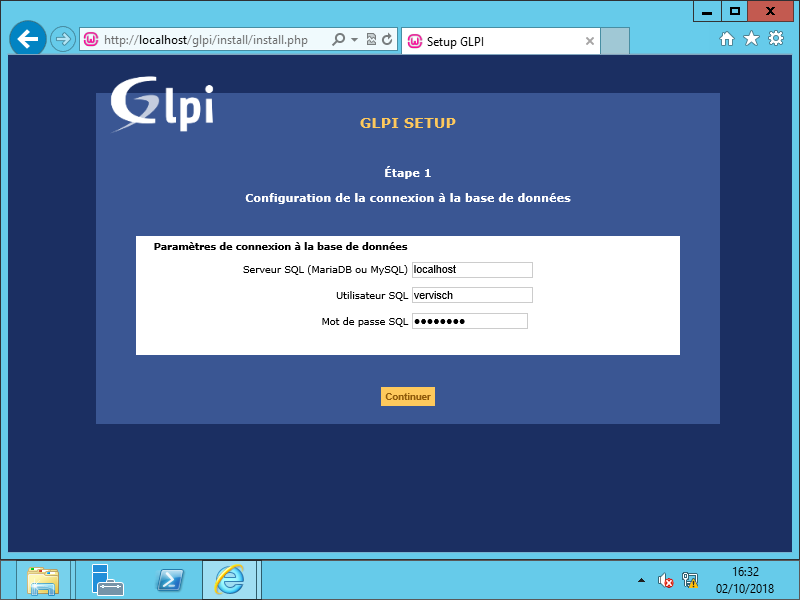 http://localhost/glpi/install/install.php
Setup GLPI
Glpi
GLPI SETUP
Étape 1
Configuration de la connexion à la base de données
Paramètres de connexion à la base de données
Serveur SQL (MariaDB ou MySQL) localhost
Utilisateur SQL vervisch
Mot de passe SQL ••••••••
Continuer
16:32
02/10/2018